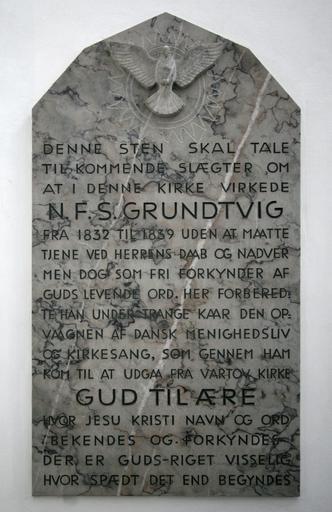 DENNE STEN SKAL TALE
TIL KOMMENDE SLÆGTER OM
AT I DENNE KIRKE VIRKEDE
N.F.S. GRUNDTVIG
FRA 1832 TIL 1839 UDEN AT MAATTE
TJENE VED HERRENS DAAB OG NADVER
MEN DOG SOM FRI FORKYNDER AF
GUDS LEVENDE ORD. HER FORBERED-
TE HAN UNDER TRANGE KAAR DEN OP-
VAAGNEN AF DANSK MENIGHEDSLIV
OG KIRKESANG, SOM GENNEM HAM
KOM TIL AT UDGAA FRA VARTOV KIRKE
GUD TIL ÆRE
HVOR JESU KRISTI NAVN OG ORD
BEKENDES OG FORKYNDES
DER ER GUDS-RIGET VISSELIG
HVOR SPÆDT DET END BEGYNDES